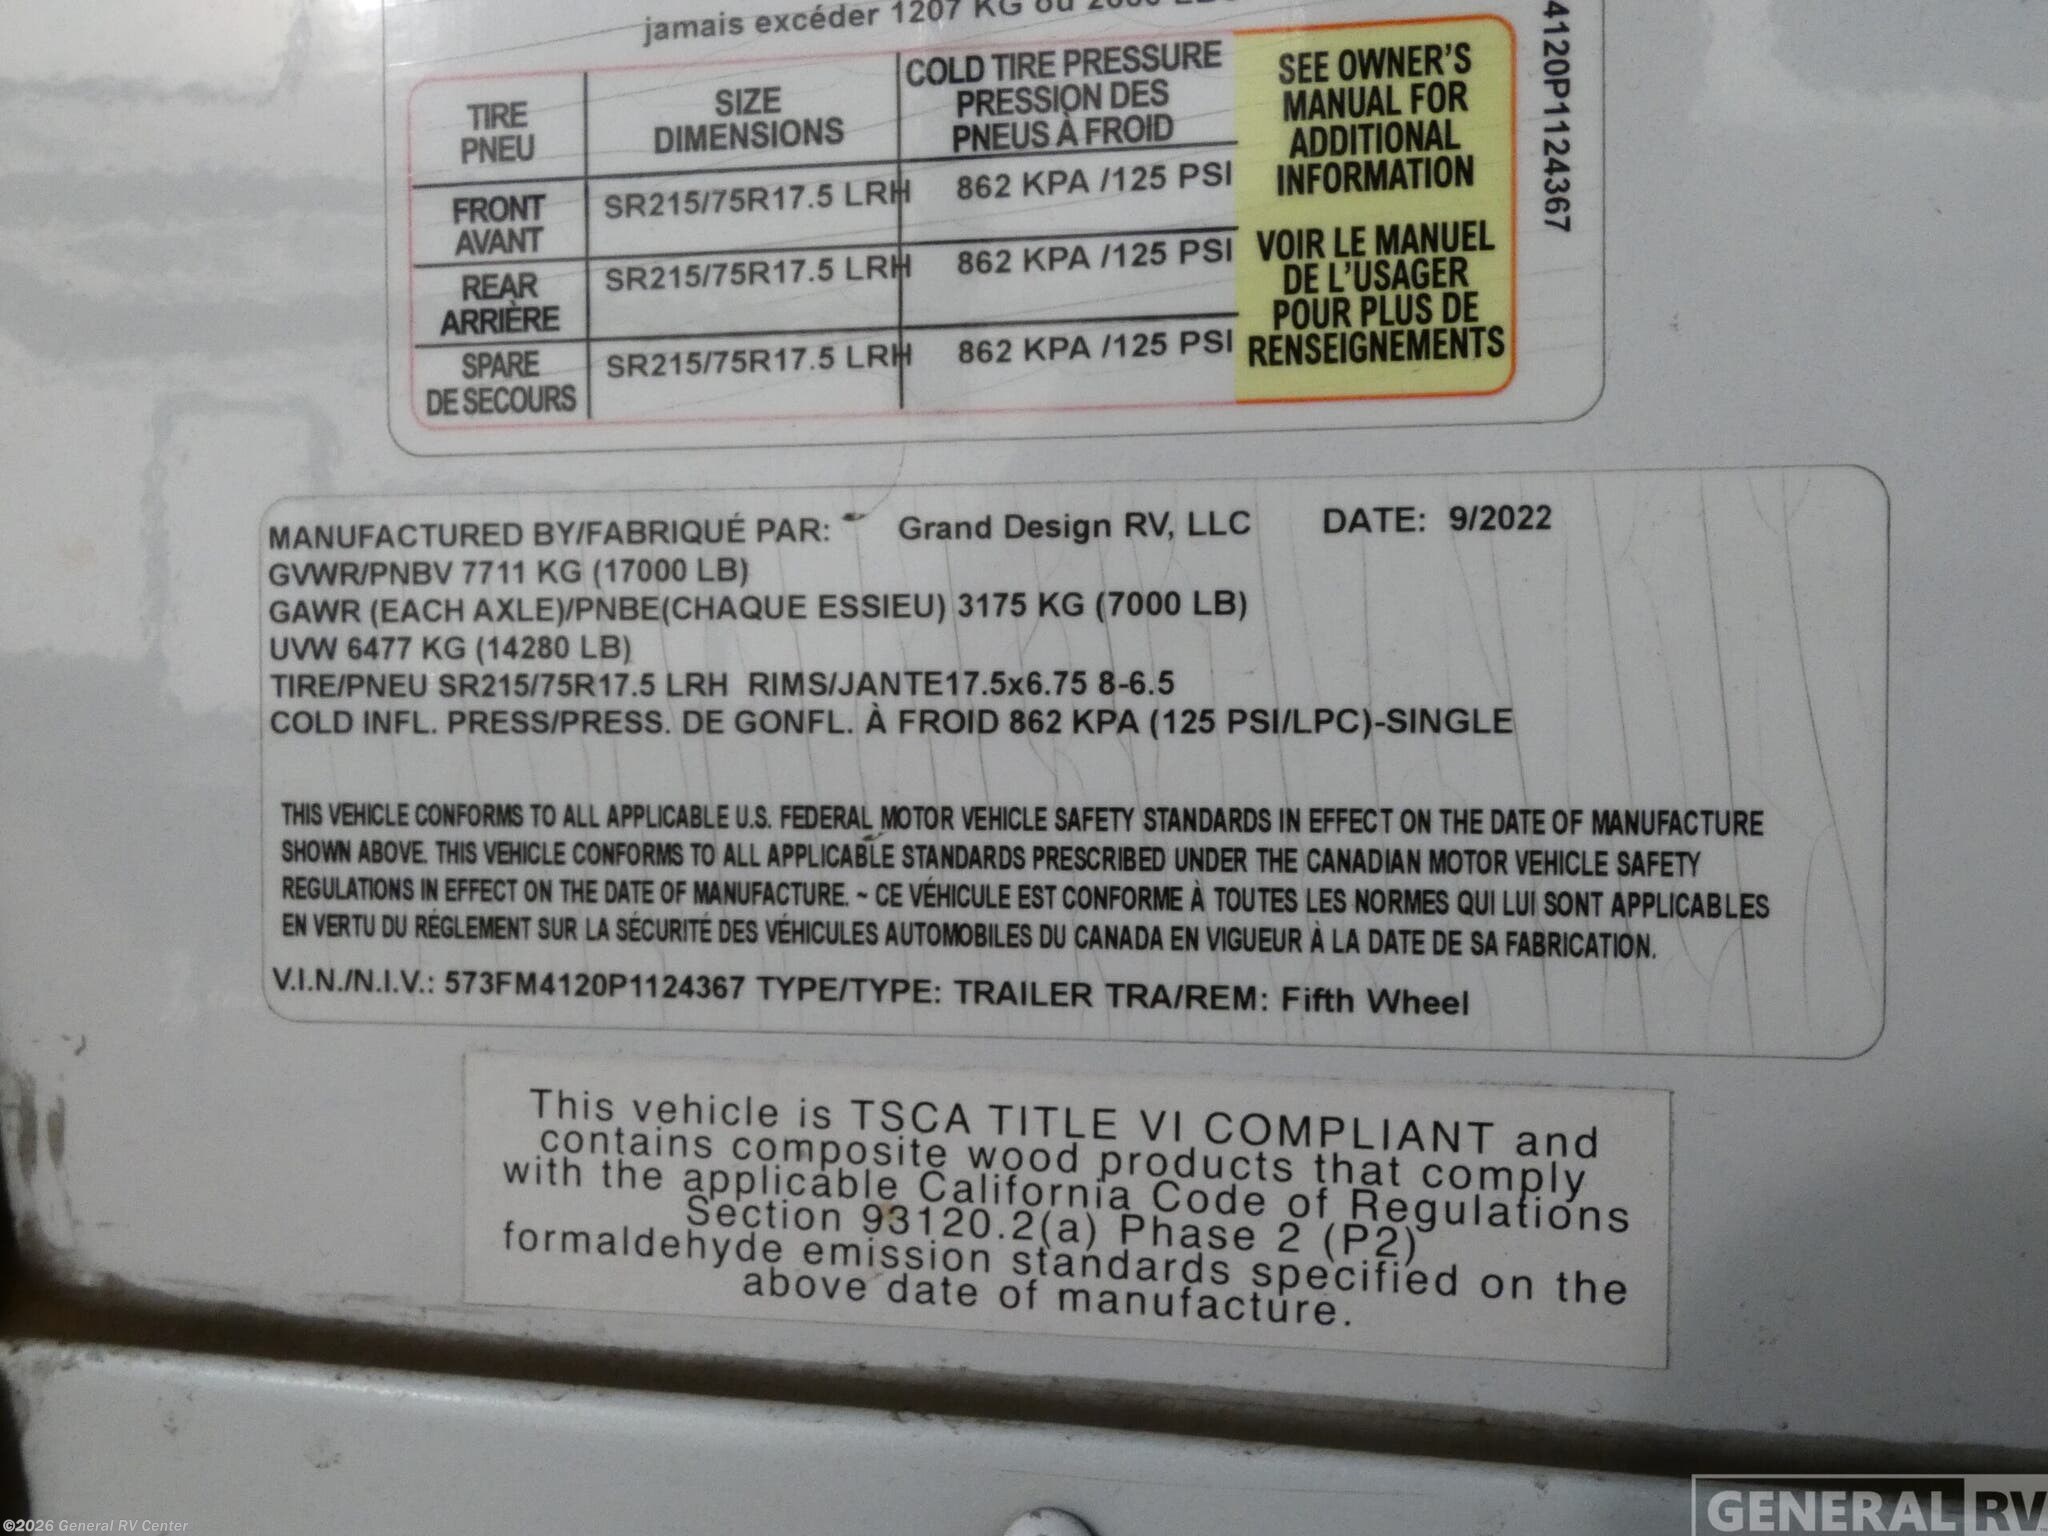 jamais excéder 1207 KG ou
4120P1124367
TIRE
PNEU
SIZE
DIMENSIONS
COLD TIRE PRESSURE
PRESSION DES
PNEUS À FROID
FRONT
AVANT
SR215/75R17.5 LRH
862 KPA /125 PSI
REAR
ARRIÈRE
SR215/75R17.5 LRH
862 KPA /125 PSI
SPARE
DE SECOURS
SR215/75R17.5 LRH
862 KPA /125 PSI
SEE OWNER'S
MANUAL FOR
ADDITIONAL
INFORMATION
VOIR LE MANUEL
DE L'USAGER
POUR PLUS DE
RENSEIGNEMENTS
MANUFACTURED BY/FABRIQUÉ PAR: Grand Design RV, LLC DATE: 9/2022
GVWR/PNBV 7711 KG (17000 LB)
GAWR (EACH AXLE)/PNBE(CHAQUE ESSIEU) 3175 KG (7000 LB)
UVW 6477 KG (14280 LB)
TIRE/PNEU SR215/75R17.5 LRH RIMS/JANTE17.5x6.75 8-6.5
COLD INFL. PRESS/PRESS. DE GONFL. À FROID 862 KPA (125 PSI/LPC)-SINGLE
THIS VEHICLE CONFORMS TO ALL APPLICABLE U.S. FEDERAL MOTOR VEHICLE SAFETY STANDARDS IN EFFECT ON THE DATE OF MANUFACTURE
SHOWN ABOVE. THIS VEHICLE CONFORMS TO ALL APPLICABLE STANDARDS PRESCRIBED UNDER THE CANADIAN MOTOR VEHICLE SAFETY
REGULATIONS IN EFFECT ON THE DATE OF MANUFACTURE. ~ CE VÉHICULE EST CONFORME À TOUTES LES NORMES QUI LUI SONT APPLICABLES
EN VERTU DU RÉGLEMENT SUR LA SÉCURITÉ DES VÉHICULES AUTOMOBILES DU CANADA EN VIGUEUR À LA DATE DE SA FABRICATION.
V.I.N./N.I.V.: 573FM4120P1124367 TYPE/TYPE: TRAILER TRA/REM: Fifth Wheel
This vehicle is TSCA TITLE VI COMPLIANT and
contains composite wood products that comply
with the applicable California Code of Regulations
Section 93120.2(a) Phase 2 (P2)
formaldehyde emission standards specified on the
above date of manufacture.
©2026 General RV Center
GENERAL RV